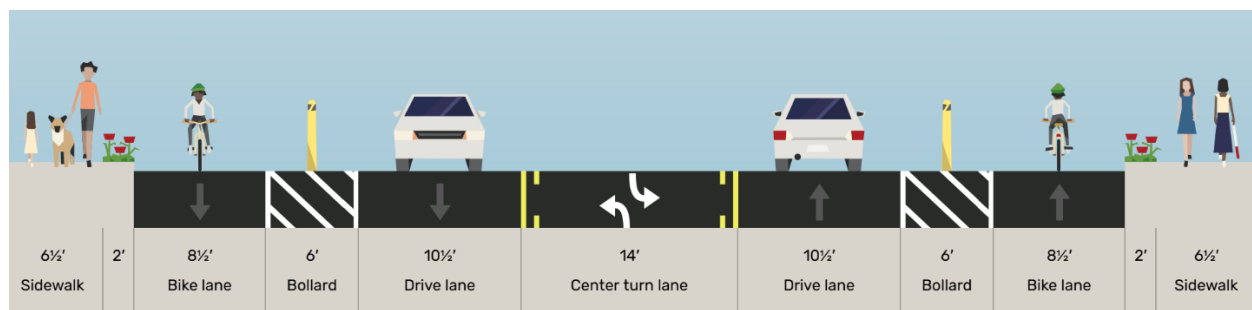 6½′ 2′ 8½′ 6′ 10½′ 14′ 10½′ 6′ 8½′ 2′ 6½′
Sidewalk Bike lane Bollard Drive lane Center turn lane Drive lane Bollard Bike lane Sidewalk